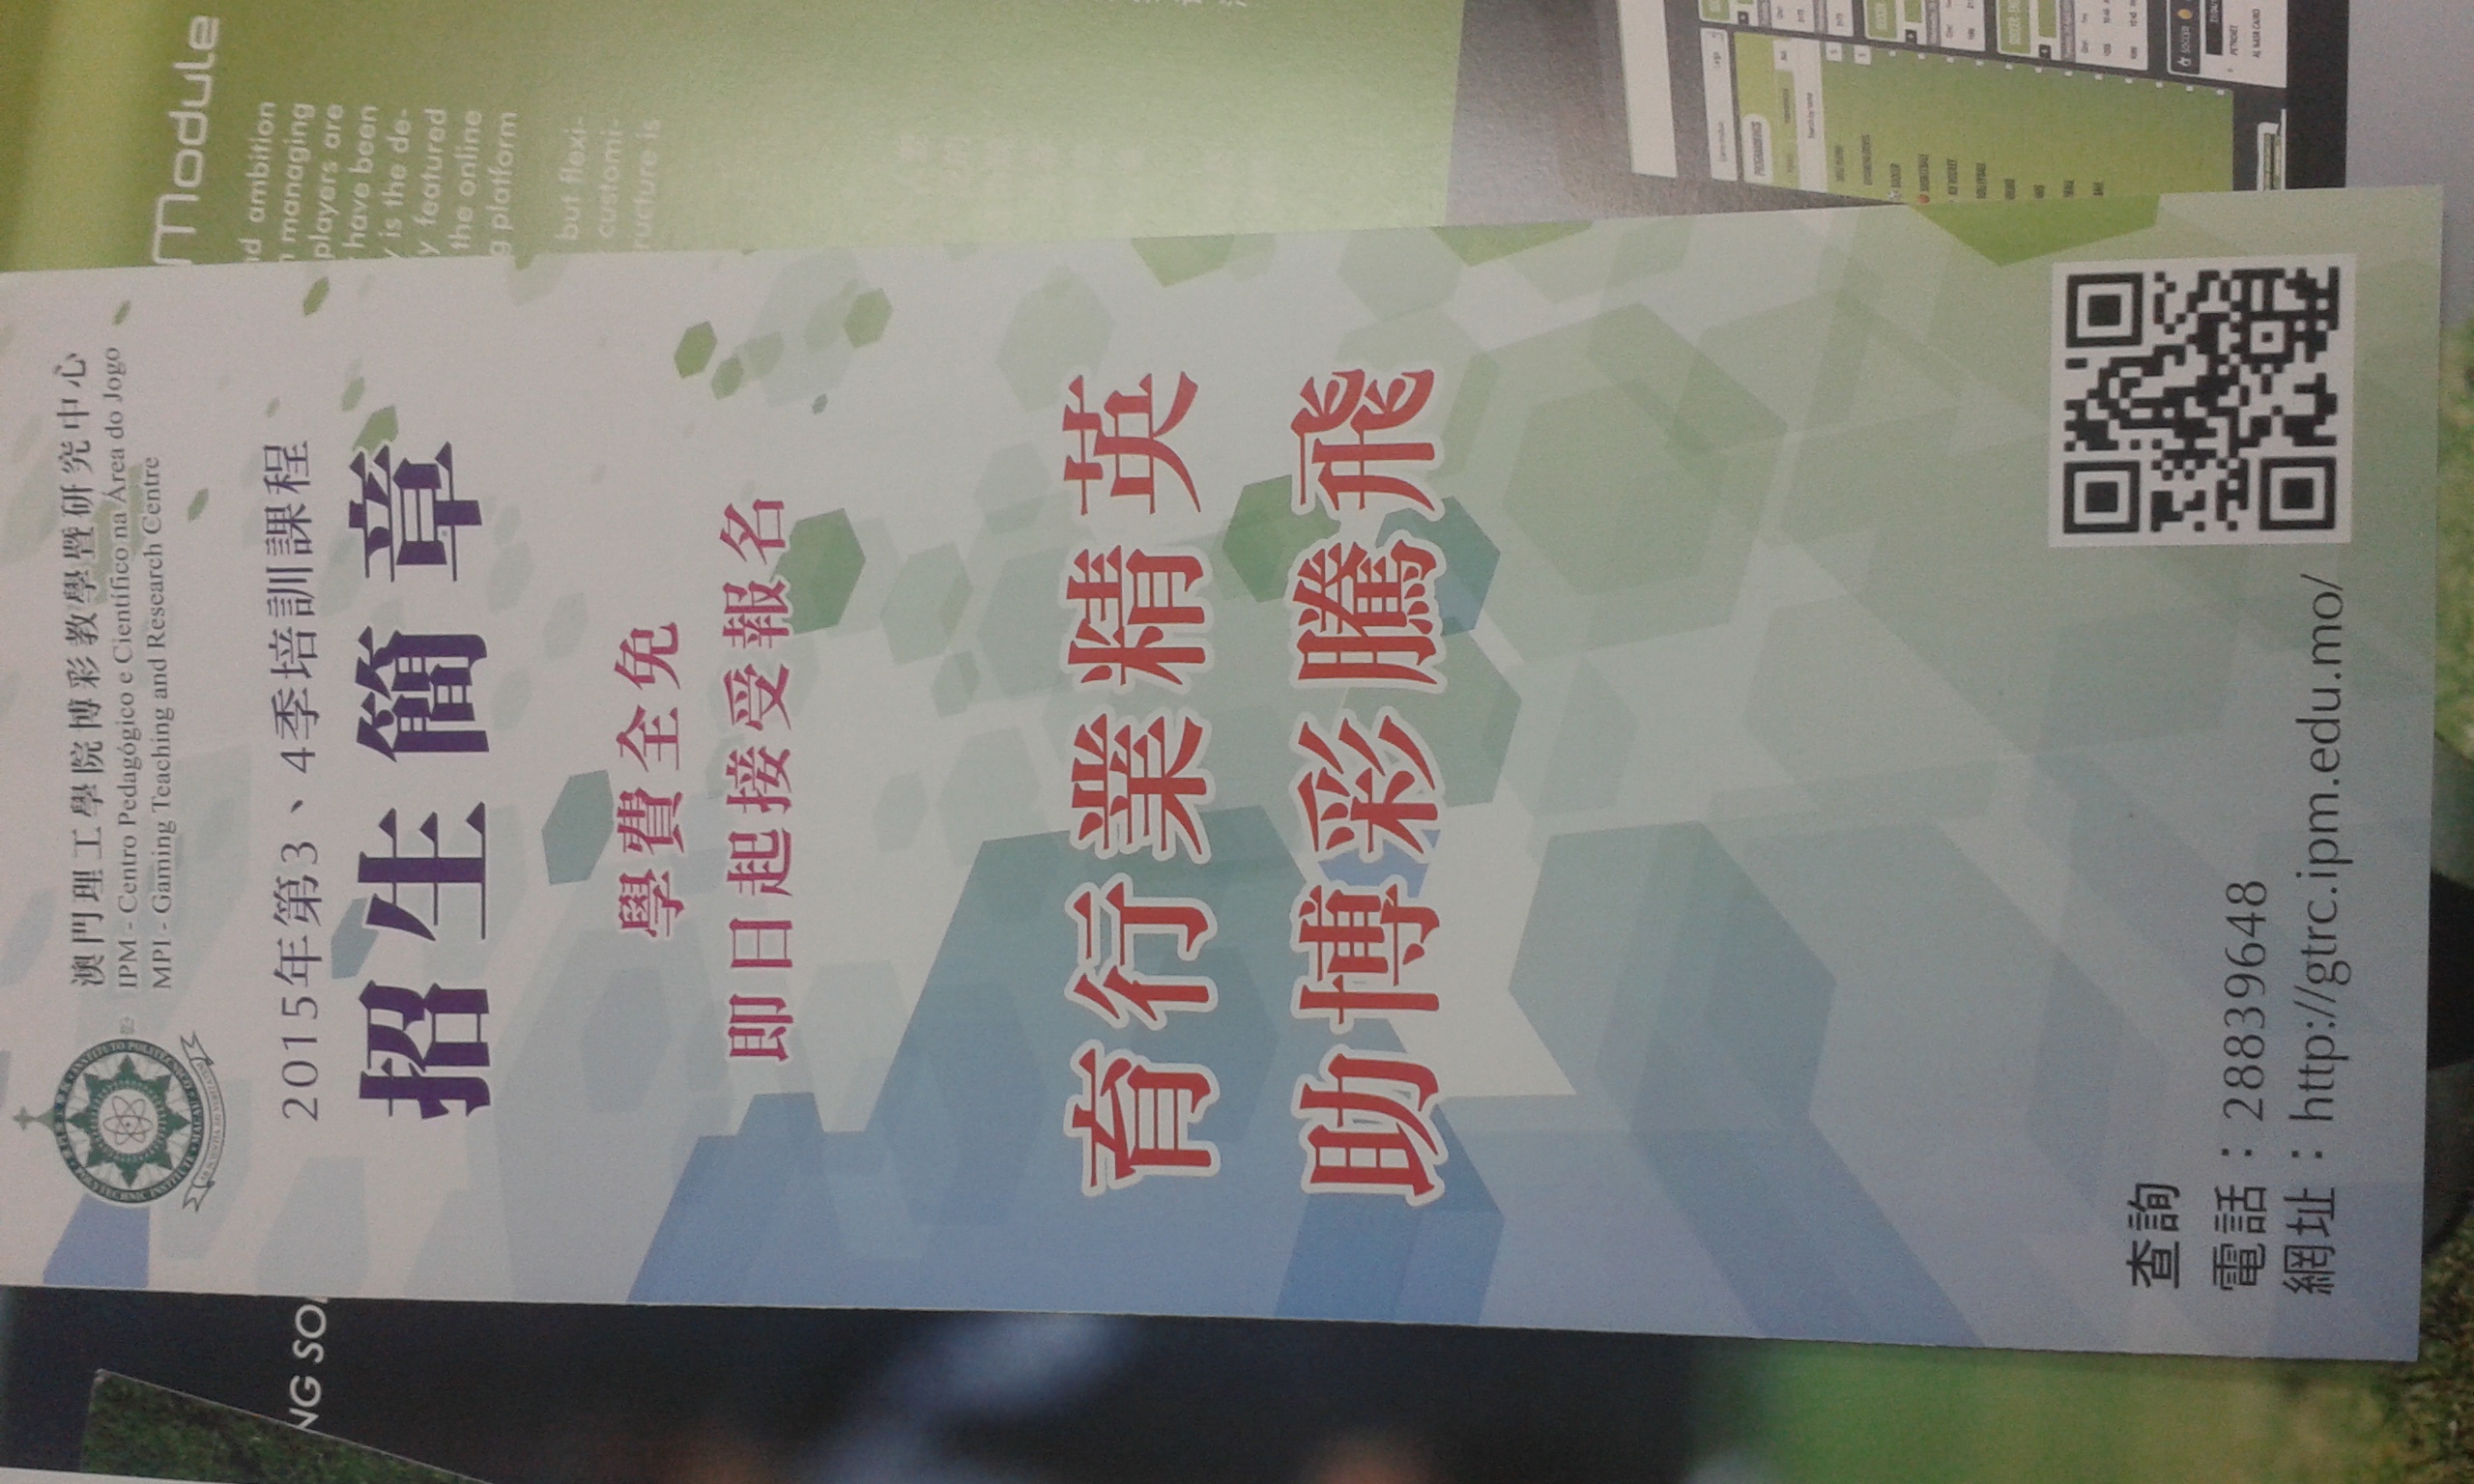 澳門理工學院博彩教學暨研究中心
IPM - Centro Pedagógico e Científico na Área do Jogo
MPI - Gaming Teaching and Research Centre
2015年第3、4季培訓課程
招生簡章
學費全免
即日起接受報名
育行業精英
助博彩騰飛
查詢
電話：28839648
網址：http://gtrc.ipm.edu.mo/
Module
ambition
managing
players are
have been
is the de-
featured
the online
platform
but flexi-
customi-
is